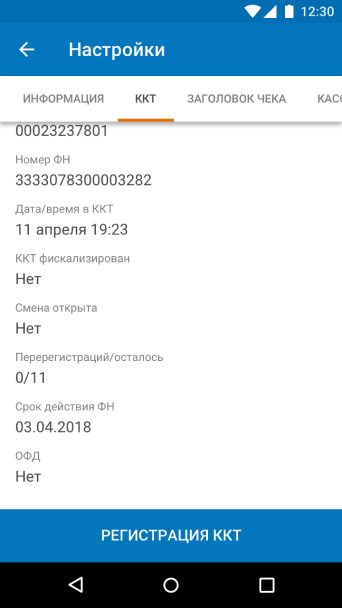 12:30
Настройки
ИНФОРМАЦИЯ ККТ ЗАГОЛОВОК ЧЕКА КАСС
00023237801
Номер ФН
3333078300003282
Дата/время в ККТ
11 апреля 19:23
ККТ фискализирован
Нет
Смена открыта
Нет
Перерегистраций/осталось
0/11
Срок действия ФН
03.04.2018
ОФД
Нет
РЕГИСТРАЦИЯ ККТ